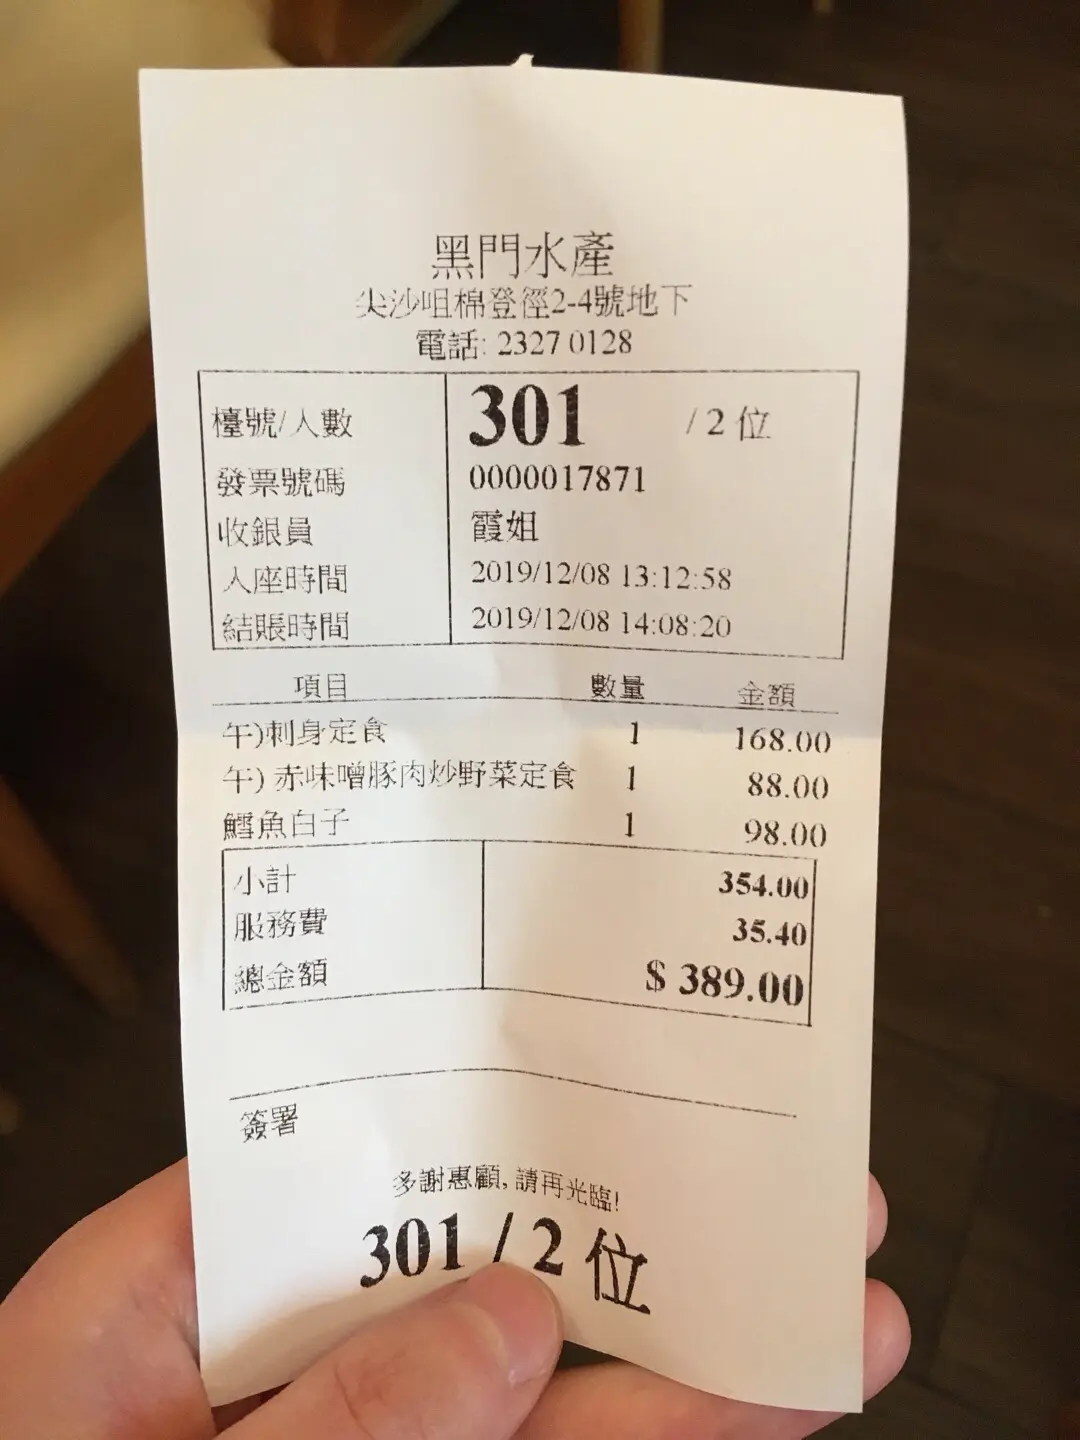 黑門水產
尖沙咀棉登徑2-4號地下
電話: 2327 0128
檯號/人數 301 / 2 位
發票號碼 0000017871
收銀員 霞姐
入座時間 2019/12/08 13:12:58
結賬時間 2019/12/08 14:08:20
項目 數量 金額
午)刺身定食 1 168.00
午) 赤味噌豚肉炒野菜定食 1 88.00
鱈魚白子 1 98.00
小計 354.00
服務費 35.40
總金額 $ 389.00
簽署
多謝惠顧, 請再光臨!
301 / 2 位